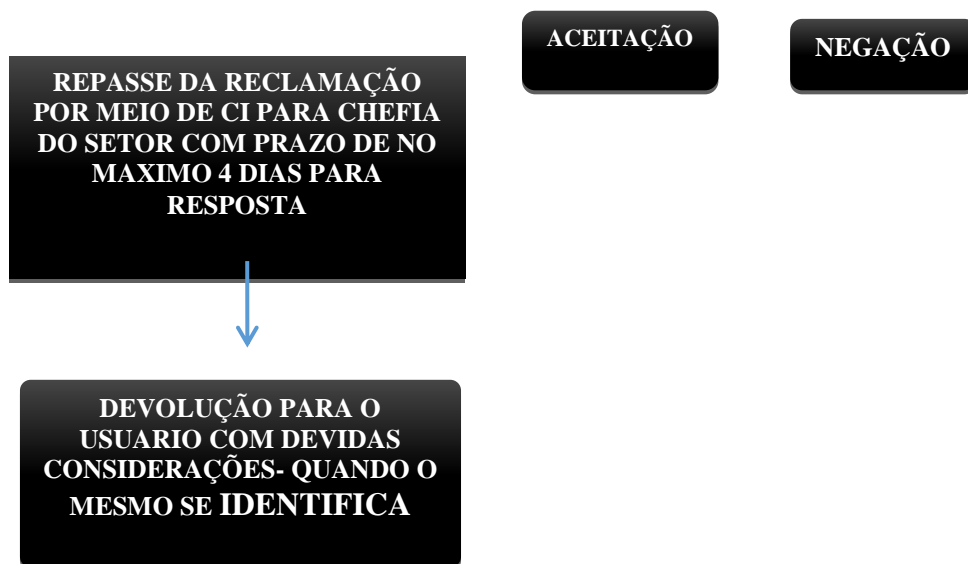 ACEITAÇÃO
NEGAÇÃO
REPASSE DA RECLAMAÇÃO
POR MEIO DE CI PARA CHEFIA
DO SETOR COM PRAZO DE NO
MAXIMO 4 DIAS PARA
RESPOSTA
DEVOLUÇÃO PARA O
USUARIO COM DEVIDAS
CONSIDERAÇÕES- QUANDO O
MESMO SE IDENTIFICA